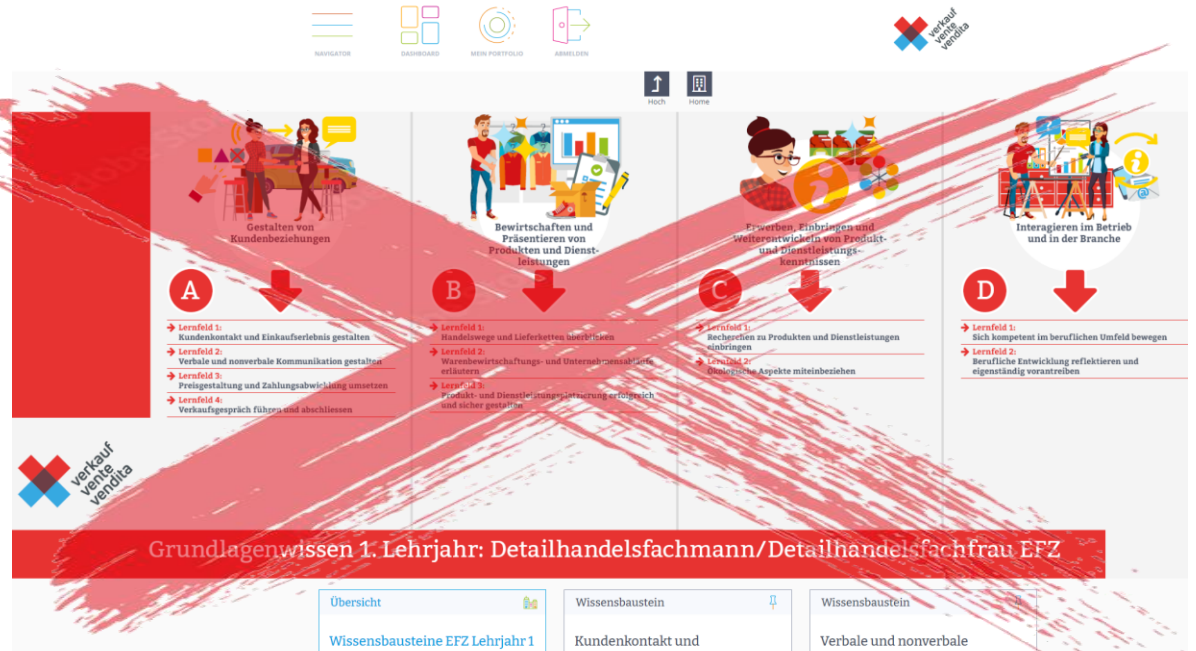 NAVIGATOR
DASHBOARD
MEIN PORTFOLIO
ABMELDEN
verkauf
vente
vendita
Hoch
Home
Gestalten von
Kundenbeziehungen
Bewirtschaften und
Präsentieren von
Produkten und Dienst-
leistungen
Erwerben, Einbringen und
Weiterentwickeln von Produkt-
und Dienstleistungs-
kenntnissen
Interagieren im Betrieb
und in der Branche
A
→ Lernfeld 1:
Kundenkontakt und Einkaufserlebnis gestalten
→ Lernfeld 2:
Verbale und nonverbale Kommunikation gestalten
→ Lernfeld 3:
Preisgestaltung und Zahlungsabwicklung umsetzen
→ Lernfeld 4:
Verkaufsgespräch führen und abschliessen
B
→ Lernfeld 1:
Handelswege und Lieferketten überblicken
→ Lernfeld 2:
Warenbewirtschaftungs- und Unternehmensabläufe
erläutern
→ Lernfeld 3:
Produkt- und Dienstleistungsplatzierung erfolgreich
und sicher gestalten
C
→ Lernfeld 1:
Recherchen zu Produkten und Dienstleistungen
einbringen
→ Lernfeld 2:
Ökologische Aspekte miteinbeziehen
D
→ Lernfeld 1:
Sich kompetent im beruflichen Umfeld bewegen
→ Lernfeld 2:
Berufliche Entwicklung reflektieren und
eigenständig vorantreiben
verkauf
vente
vendita
Grundlagenwissen 1. Lehrjahr: Detailhandelsfachmann/Detailhandelsfachfrau EFZ
Übersicht
Wissensbausteine EFZ Lehrjahr 1
Wissensbaustein
Kundenkontakt und
Wissensbaustein
Verbale und nonverbale